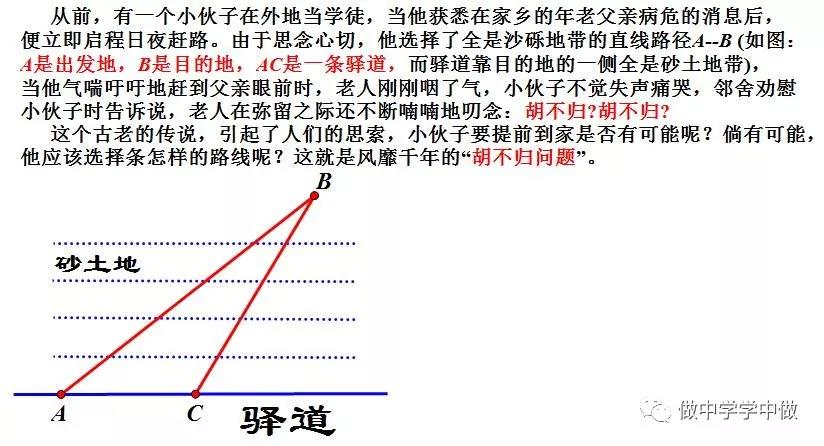 从前，有一个小伙子在外地当学徒，当他获悉在家乡的年老父亲病危的消息后，
便立即启程日夜赶路。由于思念心切，他选择了全是沙砾地带的直线路径A--B (如图：
A是出发地，B是目的地，AC是一条驿道，而驿道靠目的地的一侧全是砂土地带)，
当他气喘吁吁地赶到父亲眼前时，老人刚刚咽了气，小伙子不觉失声痛哭，邻舍劝慰
小伙子时告诉说，老人在弥留之际还不断喃喃地叨念：胡不归?胡不归?
这个古老的传说，引起了人们的思索，小伙子要提前到家是否有可能呢？倘有可能，
他应该选择条怎样的路线呢？这就是风靡千年的“胡不归问题”。
B
砂土地
A
C
驿道
做中学学中做